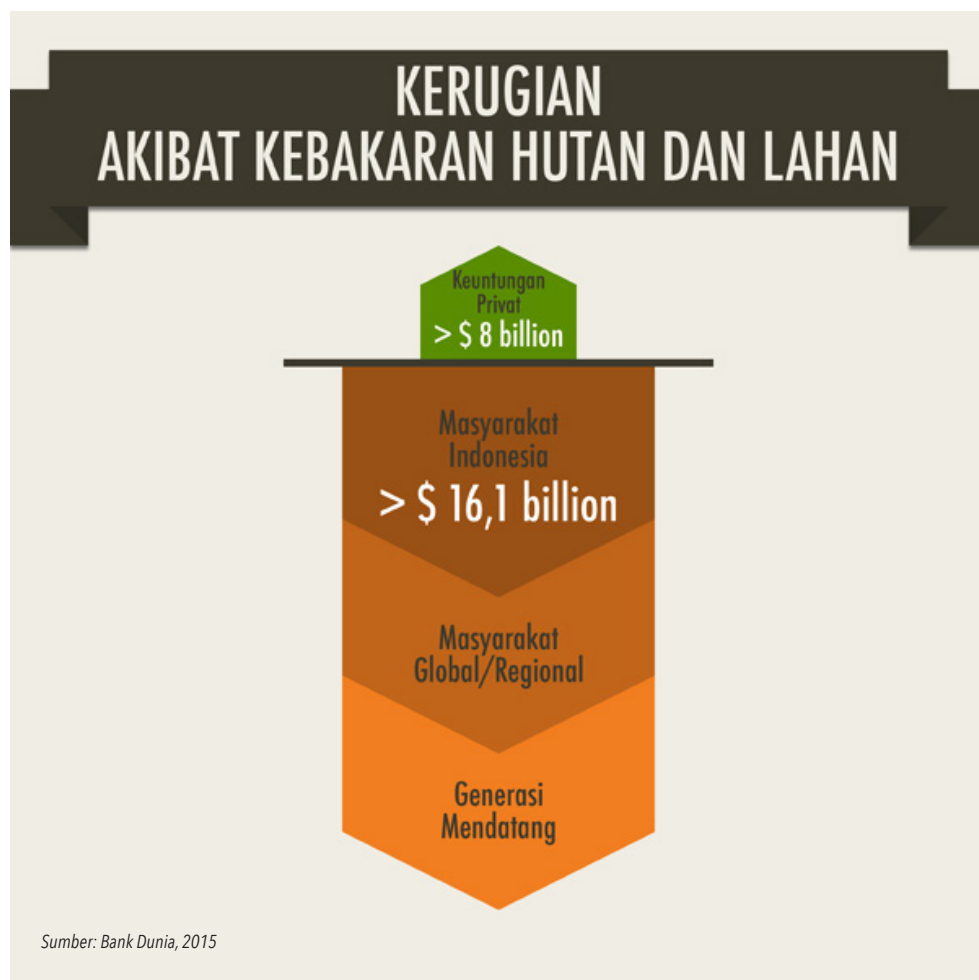 KERUGIAN
AKIBAT KEBAKARAN HUTAN DAN LAHAN
Keuntungan
Privat
> $ 8 billion
Masyarakat
Indonesia
> $ 16,1 billion
Masyarakat
Global/Regional
Generasi
Mendatang
Sumber: Bank Dunia, 2015